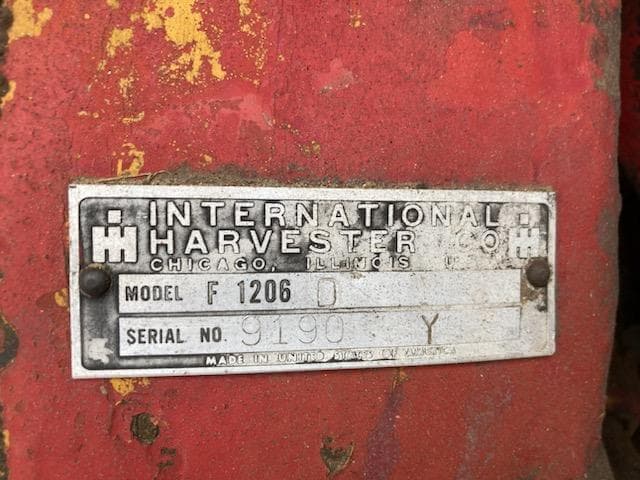 INTERNATIONAL
HARVESTER CO
CHICAGO, ILLINOIS U
MODEL F 1206 D
SERIAL NO. 9190 Y
MADE IN UNITED STATES OF AMERICA